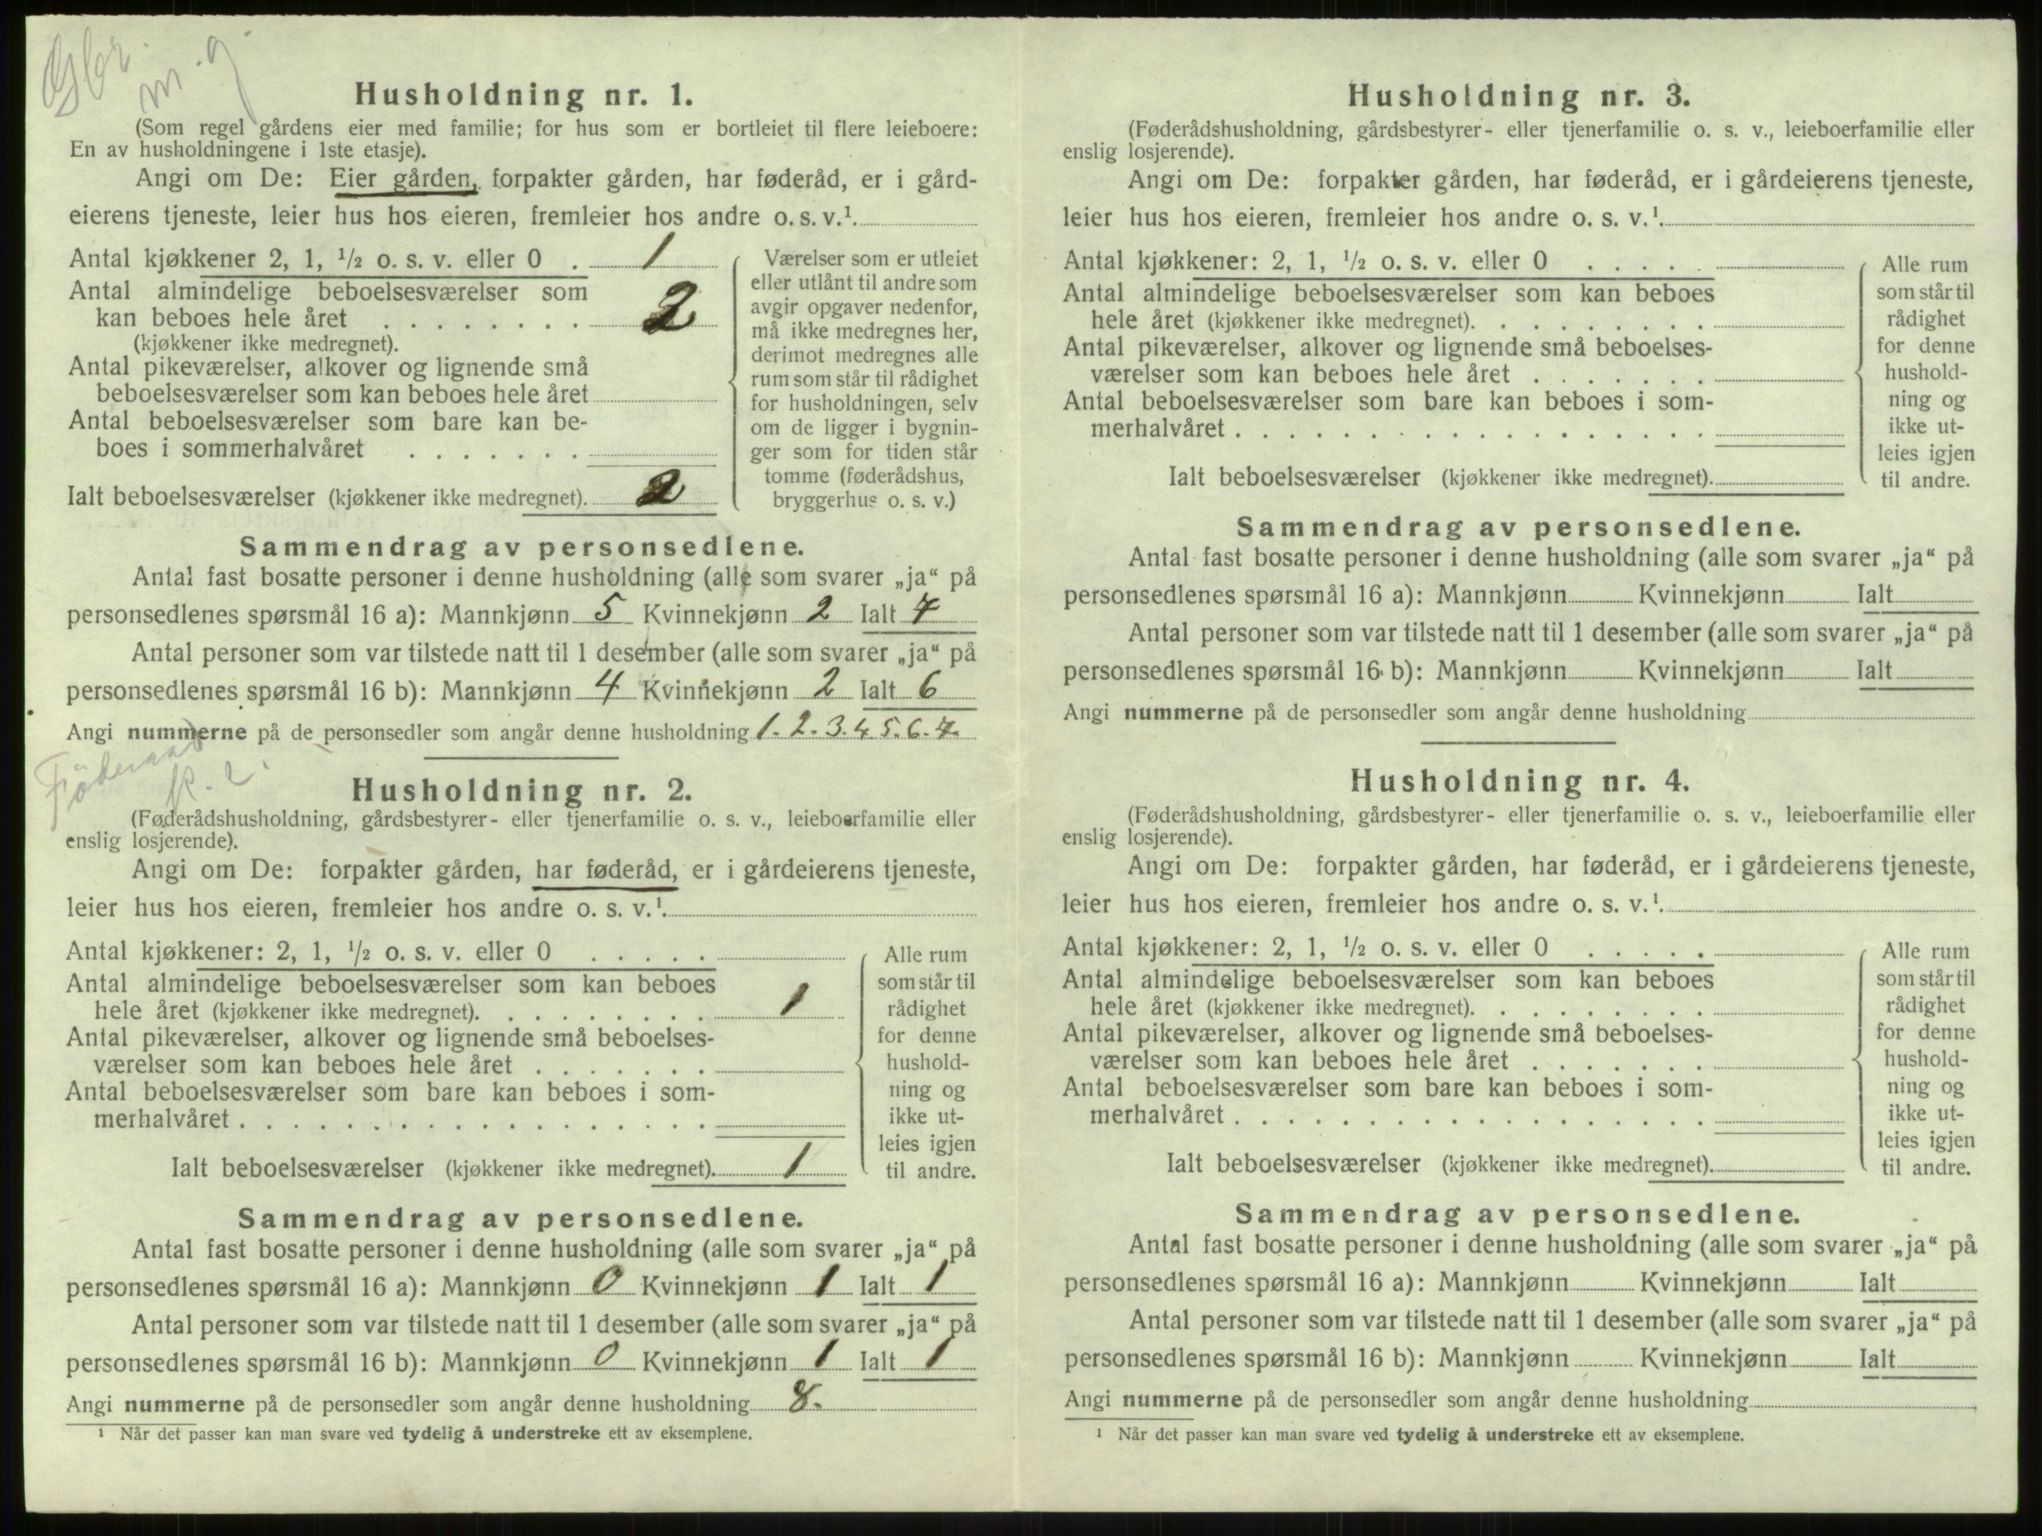 Gbr.
m. g.
Husholdning nr. 1.
(Som regel gårdens eier med familie; for hus som er bortleiet til flere leieboere:
En av husholdningene i 1ste etasje).
Angi om De: Eier gården, forpakter gården, har føderåd, er i gård-
eierens tjeneste, leier hus hos eieren, fremleier hos andre o. s. v.¹
Antal kjøkkener 2, 1, ½ o. s. v. eller 0 . 1
Antal almindelige beboelsesværelser som
kan beboes hele året . . . . . . . . 2
(kjøkkener ikke medregnet).
Antal pikeværelser, alkover og lignende små
beboelsesværelser som kan beboes hele året
Antal beboelsesværelser som bare kan be-
boes i sommerhalvåret . . . . . . .
Ialt beboelsesværelser (kjøkkener ikke medregnet). 2
Værelser som er utleiet
eller utlånt til andre som
avgir opgaver nedenfor,
må ikke medregnes her,
derimot medregnes alle
rum som står til rådighet
for husholdningen, selv
om de ligger i bygnin-
ger som for tiden står
tomme (føderådshus,
bryggerhus o. s. v.)
Sammendrag av personsedlene.
Antal fast bosatte personer i denne husholdning (alle som svarer „ja“ på
personsedlenes spørsmål 16 a): Mannkjønn 5 Kvinnekjønn 2 Ialt 7
Antal personer som var tilstede natt til 1 desember (alle som svarer „ja“ på
personsedlenes spørsmål 16 b): Mannkjønn 4 Kvinnekjønn 2 Ialt 6
Angi nummerne på de personsedler som angår denne husholdning 1. 2. 3. 4. 5. 6. 7.
Føderaad
k. 2.
Husholdning nr. 2.
(Føderådshusholdning, gårdsbestyrer- eller tjenerfamilie o. s. v., leieboerfamilie eller
enslig losjerende).
Angi om De: forpakter gården, har føderåd, er i gårdeierens tjeneste,
leier hus hos eieren, fremleier hos andre o. s. v.¹
Antal kjøkkener: 2, 1, ½ o. s. v. eller 0 . . . . .
Antal almindelige beboelsesværelser som kan beboes
hele året (kjøkkener ikke medregnet). . . . . . . . . 1
Antal pikeværelser, alkover og lignende små beboelses-
værelser som kan beboes hele året . . . . . . .
Antal beboelsesværelser som bare kan beboes i som-
merhalvåret . . . . . . . . . . . . . . . . . .
Ialt beboelsesværelser (kjøkkener ikke medregnet). 1
Alle rum
som står til
rådighet
for denne
hushold-
ning og
ikke ut-
leies igjen
til andre.
Sammendrag av personsedlene.
Antal fast bosatte personer i denne husholdning (alle som svarer „ja“ på
personsedlenes spørsmål 16 a): Mannkjønn 0 Kvinnekjønn 1 Ialt 1
Antal personer som var tilstede natt til 1 desember (alle som svarer „ja“ på
personsedlenes spørsmål 16 b): Mannkjønn 0 Kvinnekjønn 1 Ialt 1
Angi nummerne på de personsedler som angår denne husholdning 8.
¹ Når det passer kan man svare ved tydelig å understreke ett av eksemplene.
Husholdning nr. 3.
(Føderådshusholdning, gårdsbestyrer- eller tjenerfamilie o. s. v., leieboerfamilie eller
enslig losjerende).
Angi om De: forpakter gården, har føderåd, er i gårdeierens tjeneste,
leier hus hos eieren, fremleier hos andre o. s. v.¹
Antal kjøkkener: 2, 1, ½ o. s. v. eller 0 . . . . .
Antal almindelige beboelsesværelser som kan beboes
hele året (kjøkkener ikke medregnet). . . . . . . . .
Antal pikeværelser, alkover og lignende små beboelses-
værelser som kan beboes hele året . . . . . . .
Antal beboelsesværelser som bare kan beboes i som-
merhalvåret . . . . . . . . . . . . . . . . . .
Ialt beboelsesværelser (kjøkkener ikke medregnet).
Alle rum
som står til
rådighet
for denne
hushold-
ning og
ikke ut-
leies igjen
til andre.
Sammendrag av personsedlene.
Antal fast bosatte personer i denne husholdning (alle som svarer „ja“ på
personsedlenes spørsmål 16 a): Mannkjønn Kvinnekjønn Ialt
Antal personer som var tilstede natt til 1 desember (alle som svarer „ja“ på
personsedlenes spørsmål 16 b): Mannkjønn Kvinnekjønn Ialt
Angi nummerne på de personsedler som angår denne husholdning
Husholdning nr. 4.
(Føderådshusholdning, gårdsbestyrer- eller tjenerfamilie o. s. v., leieboerfamilie eller
enslig losjerende).
Angi om De: forpakter gården, har føderåd, er i gårdeierens tjeneste,
leier hus hos eieren, fremleier hos andre o. s. v.¹
Antal kjøkkener: 2, 1, ½ o. s. v. eller 0 . . . . .
Antal almindelige beboelsesværelser som kan beboes
hele året (kjøkkener ikke medregnet). . . . . . . . .
Antal pikeværelser, alkover og lignende små beboelses-
værelser som kan beboes hele året . . . . . . .
Antal beboelsesværelser som bare kan beboes i som-
merhalvåret . . . . . . . . . . . . . . . . . .
Ialt beboelsesværelser (kjøkkener ikke medregnet).
Alle rum
som står til
rådighet
for denne
hushold-
ning og
ikke ut-
leies igjen
til andre.
Sammendrag av personsedlene.
Antal fast bosatte personer i denne husholdning (alle som svarer „ja“ på
personsedlenes spørsmål 16 a): Mannkjønn Kvinnekjønn Ialt
Antal personer som var tilstede natt til 1 desember (alle som svarer „ja“ på
personsedlenes spørsmål 16 b): Mannkjønn Kvinnekjønn Ialt
Angi nummerne på de personsedler som angår denne husholdning
¹ Når det passer kan man svare ved tydelig å understreke ett av eksemplene.